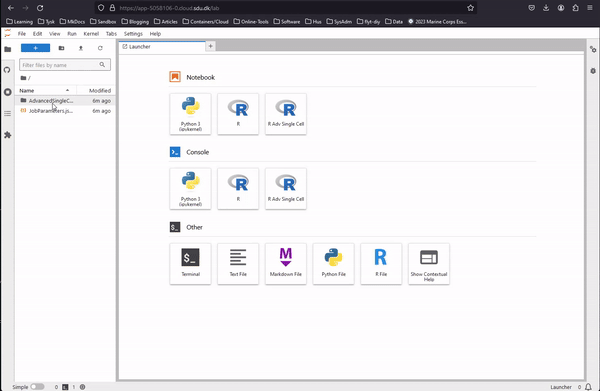 https://app-5058106-0.cloud.sdu.dk/lab
Learning Tysk MkDocs Sandbox Blogging Articles Containers/Cloud Online-Tools Software Hus SysAdm flyt-diy Data 2023 Marine Corps Ess...
File Edit View Run Kernel Tabs Settings Help
+
Filter files by name
/
Name Modified
AdvancedSingleC... 6m ago
JobParameters.js... 6m ago
Launcher +
Notebook
Python 3
(ipykernel)
R
R Adv Single Cell
Console
Python 3
(ipykernel)
R
R Adv Single Cell
Other
$_
Terminal
Text File
M
Markdown File
Python File
R
R File
Show Contextual
Help
Simple 0 1
Launcher 0